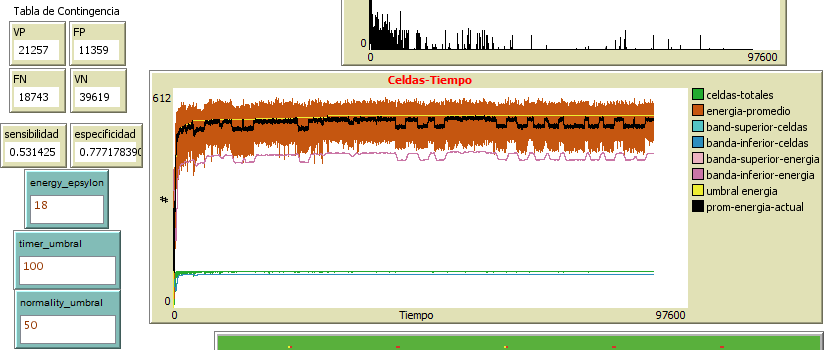 Tabla de Contingencia
VP
21257
FP
11359
FN
18743
VN
39619
sensibilidad
0.531425
especificidad
0.777178390
energy_epsylon
18
timer_umbral
100
normality_umbral
50
0
0
97600
Celdas-Tiempo
612
#
0
0
Tiempo
97600
celdas-totales
energia-promedio
band-superior-celdas
banda-inferior-celdas
banda-superior-energia
banda-inferior-energia
umbral energia
prom-energia-actual